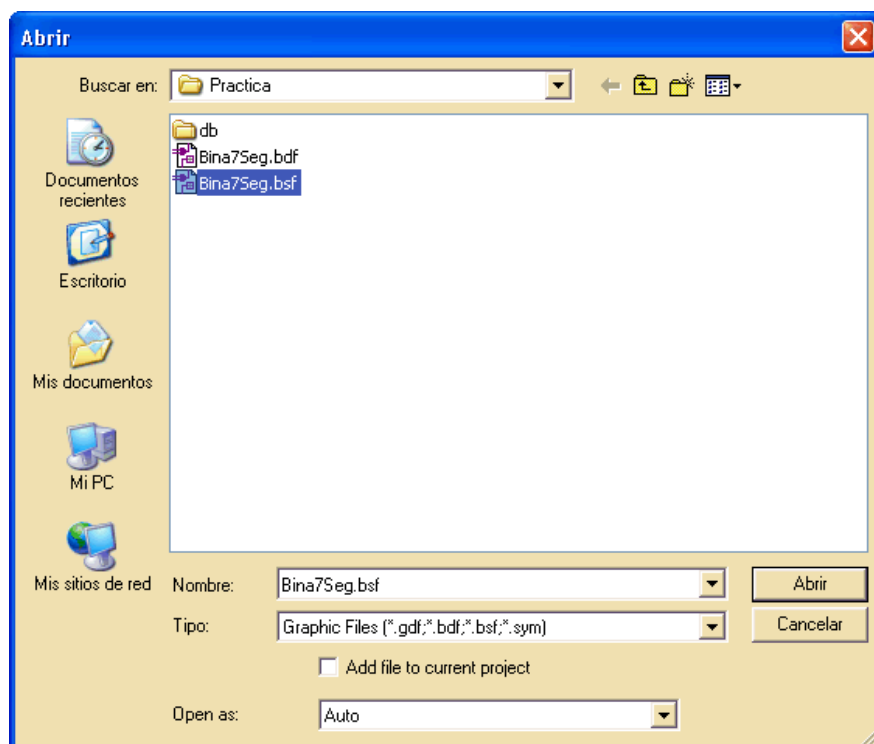 Abrir
Buscar en: Practica
db
Bina7Seg.bdf
Bina7Seg.bsf
Documentos
recientes
Escritorio
Mis documentos
Mi PC
Mis sitios de red
Nombre: Bina7Seg.bsf Abrir
Tipo: Graphic Files (*.gdf;*.bdf;*.bsf;*.sym) Cancelar
Add file to current project
Open as: Auto